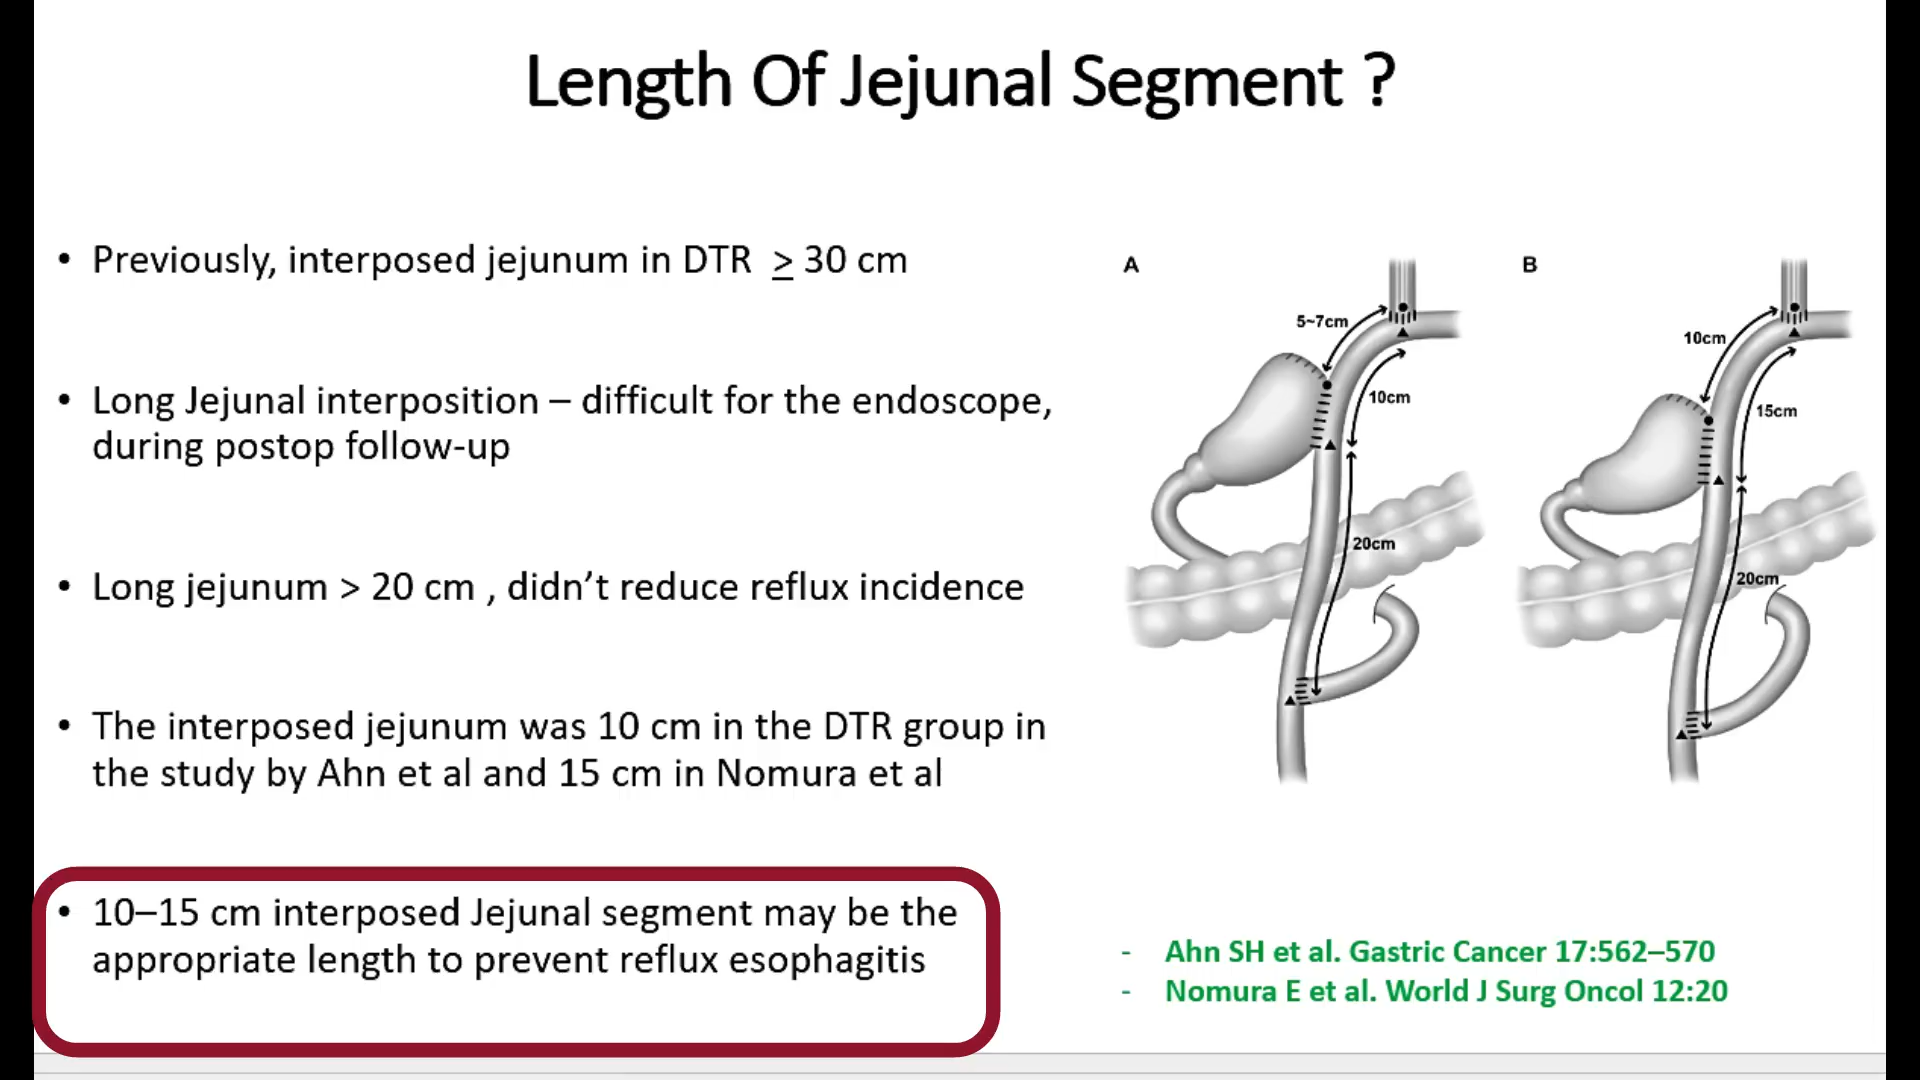 Length Of Jejunal Segment ?
• Previously, interposed jejunum in DTR ≥ 30 cm
• Long Jejunal interposition – difficult for the endoscope,
during postop follow-up
• Long jejunum > 20 cm , didn’t reduce reflux incidence
• The interposed jejunum was 10 cm in the DTR group in
the study by Ahn et al and 15 cm in Nomura et al
• 10–15 cm interposed Jejunal segment may be the
appropriate length to prevent reflux esophagitis
A
5~7cm
10cm
20cm
B
10cm
15cm
20cm
- Ahn SH et al. Gastric Cancer 17:562–570
- Nomura E et al. World J Surg Oncol 12:20